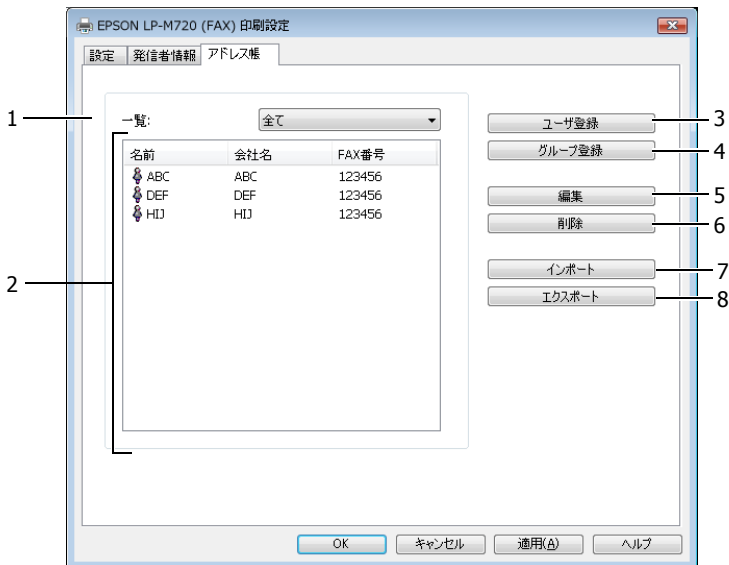 EPSON LP-M720 (FAX) 印刷設定
設定 発信者情報 アドレス帳
1 一覧: 全て
ユーザ登録 3
グループ登録 4
名前 会社名 FAX番号
ABC ABC 123456
DEF DEF 123456
HIJ HIJ 123456
編集 5
削除 6
インポート 7
2
エクスポート 8
OK キャンセル 適用(A) ヘルプ